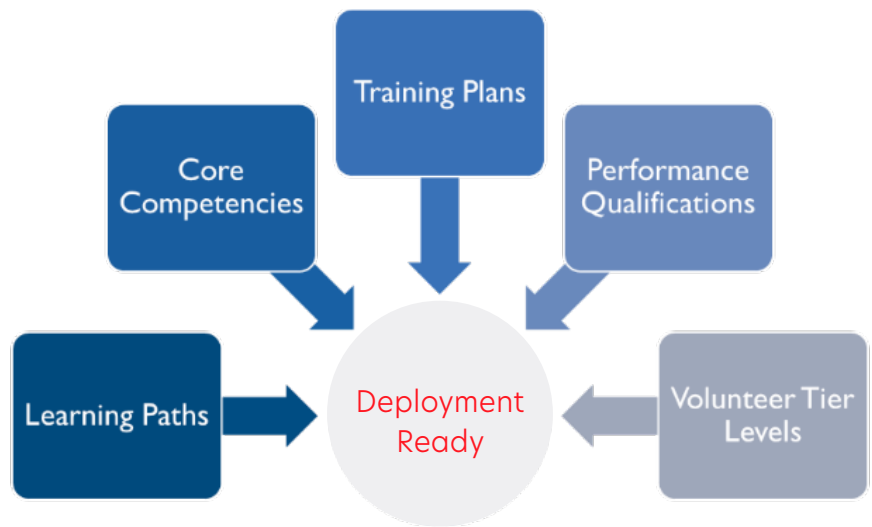 Training Plans
Core
Competencies
Performance
Qualifications
Learning Paths
Deployment
Ready
Volunteer Tier
Levels